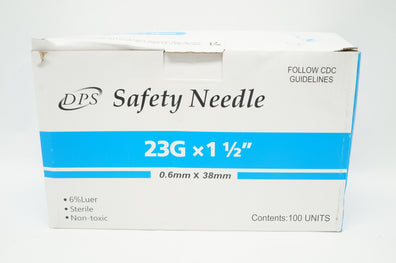 FOLLOW CDC
GUIDELINES
DPS Safety Needle
23G ×1 ½"
0.6mm X 38mm
• 6%Luer
• Sterile
• Non-toxic
Contents:100 UNITS